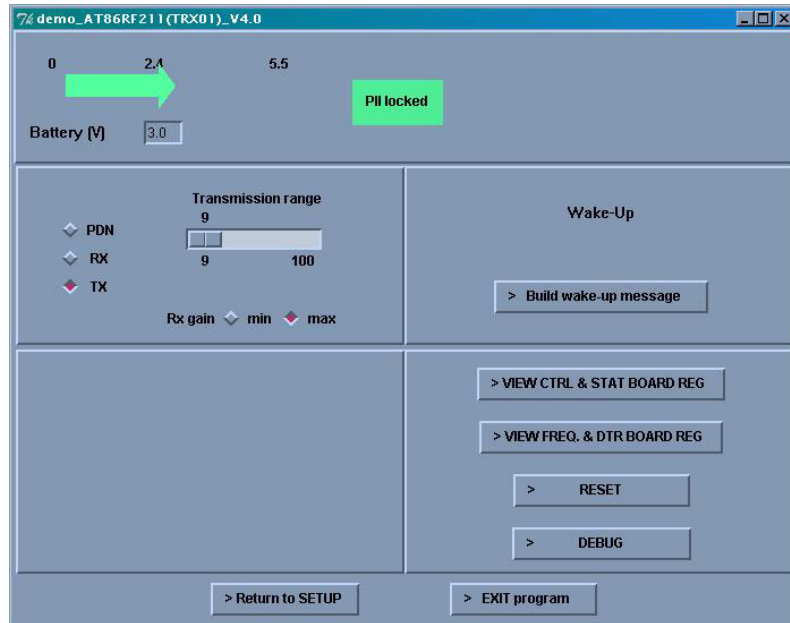 demo_AT86RF211(TRX01)_V4.0
0 2.4 5.5
Pll locked
Battery (V) 3.0
Transmission range
9
PDN
RX
9 100
TX
Rx gain min max
Wake-Up
> Build wake-up message
> VIEW CTRL & STAT BOARD REG
> VIEW FREQ. & DTR BOARD REG
> RESET
> DEBUG
> Return to SETUP
> EXIT program